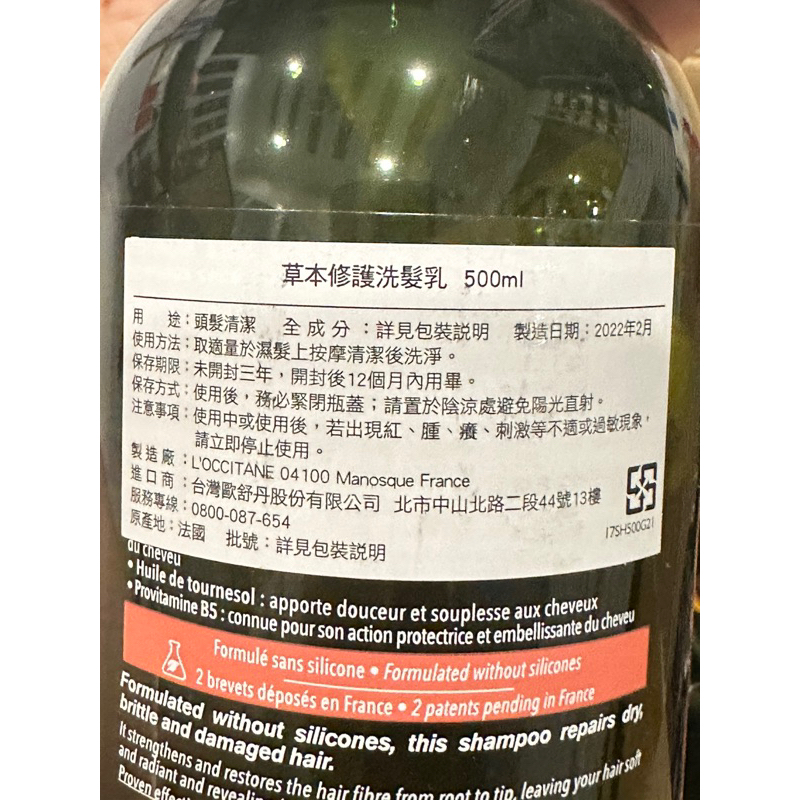 草本修護洗髮乳 500ml
用 途：頭髮清潔 全成分：詳見包裝說明 製造日期：2022年2月
使用方法：取適量於濕髮上按摩清潔後洗淨。
保存期限：未開封三年，開封後12個月內用畢。
保存方式：使用後，務必緊閉瓶蓋；請置於陰涼處避免陽光直射。
注意事項：使用中或使用後，若出現紅、腫、癢、刺激等不適或過敏現象，
請立即停止使用。
製造廠：L'OCCITANE 04100 Manosque France
進口商：台灣歐舒丹股份有限公司 北市中山北路二段44號13樓
服務專線：0800-087-654
原產地：法國 批號：詳見包裝說明
17SH500G21
du cheveu
• Huile de tournesol : apporte douceur et souplesse aux cheveux
• Provitamine B5 : connue pour son action protectrice et embellissante du cheveu
Formulé sans silicone • Formulated without silicones
2 brevets déposés en France • 2 patents pending in France
Formulated without silicones, this shampoo repairs dry,
brittle and damaged hair.
It strengthens and restores the hair fibre from root to tip, leaving your hair soft
and radiant and
Proven